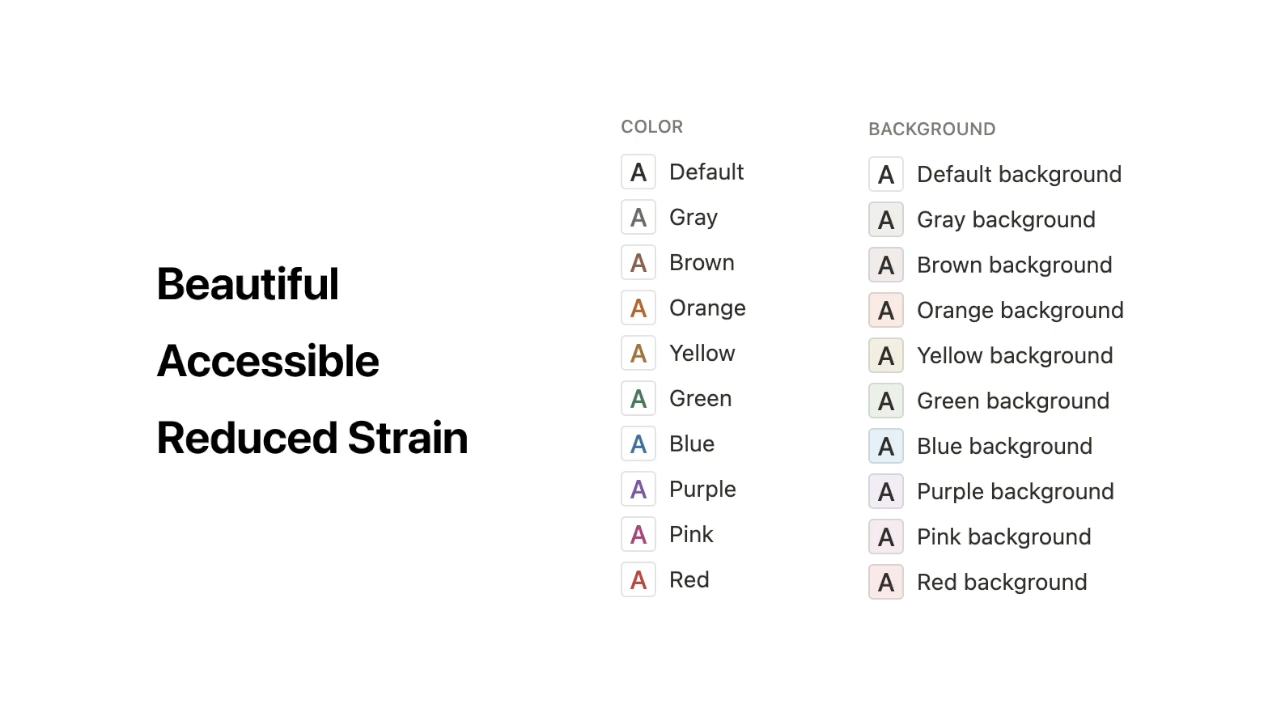 Beautiful
Accessible
Reduced Strain
COLOR
A Default
A Gray
A Brown
A Orange
A Yellow
A Green
A Blue
A Purple
A Pink
A Red
BACKGROUND
A Default background
A Gray background
A Brown background
A Orange background
A Yellow background
A Green background
A Blue background
A Purple background
A Pink background
A Red background